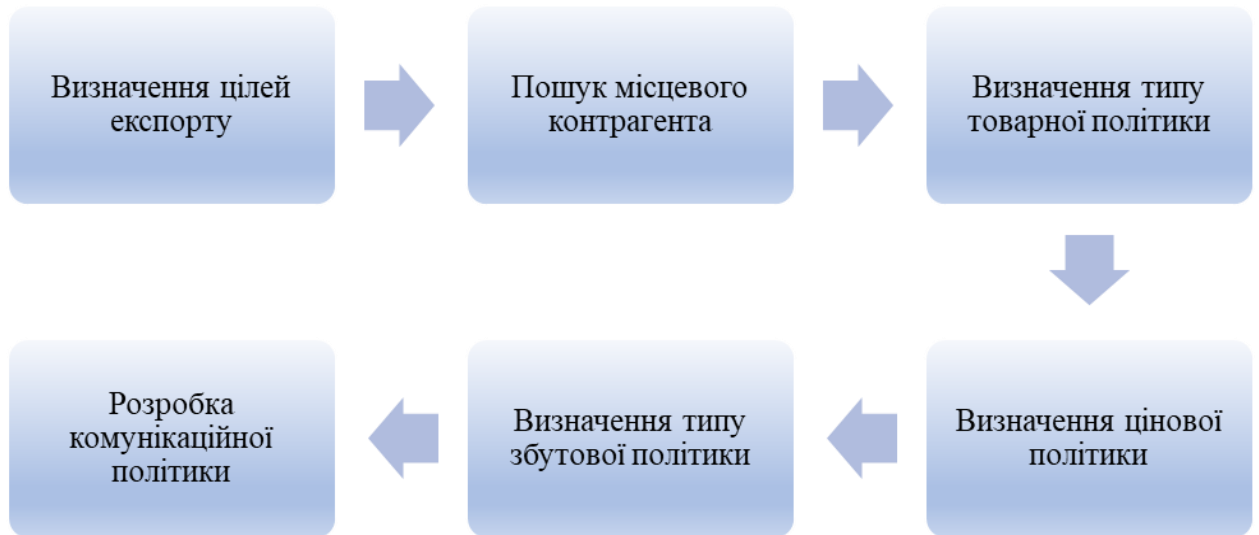 Визначення цілей
експорту
Пошук місцевого
контрагента
Визначення типу
товарної політики
Визначення цінової
політики
Визначення типу
збутової політики
Розробка
комунікаційної
політики